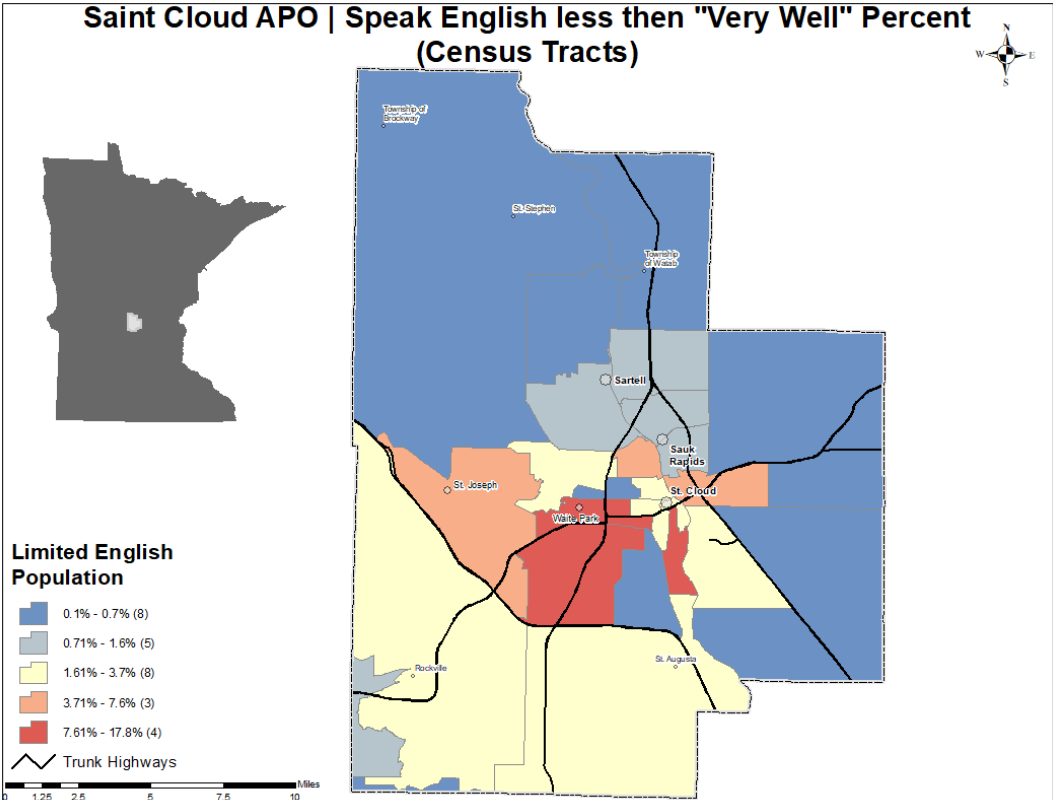 Saint Cloud APO | Speak English less then "Very Well" Percent
(Census Tracts)
N
W
E
S
Township of
Brockway
St. Stephen
Township
of Watab
Sartell
Sauk
Rapids
St. Joseph
St. Cloud
Waite Park
St. Augusta
Rockville
Limited English
Population
0.1% - 0.7% (8)
0.71% - 1.6% (5)
1.61% - 3.7% (8)
3.71% - 7.6% (3)
7.61% - 17.8% (4)
Trunk Highways
Miles
0 1.25 2.5 5 7.5 10